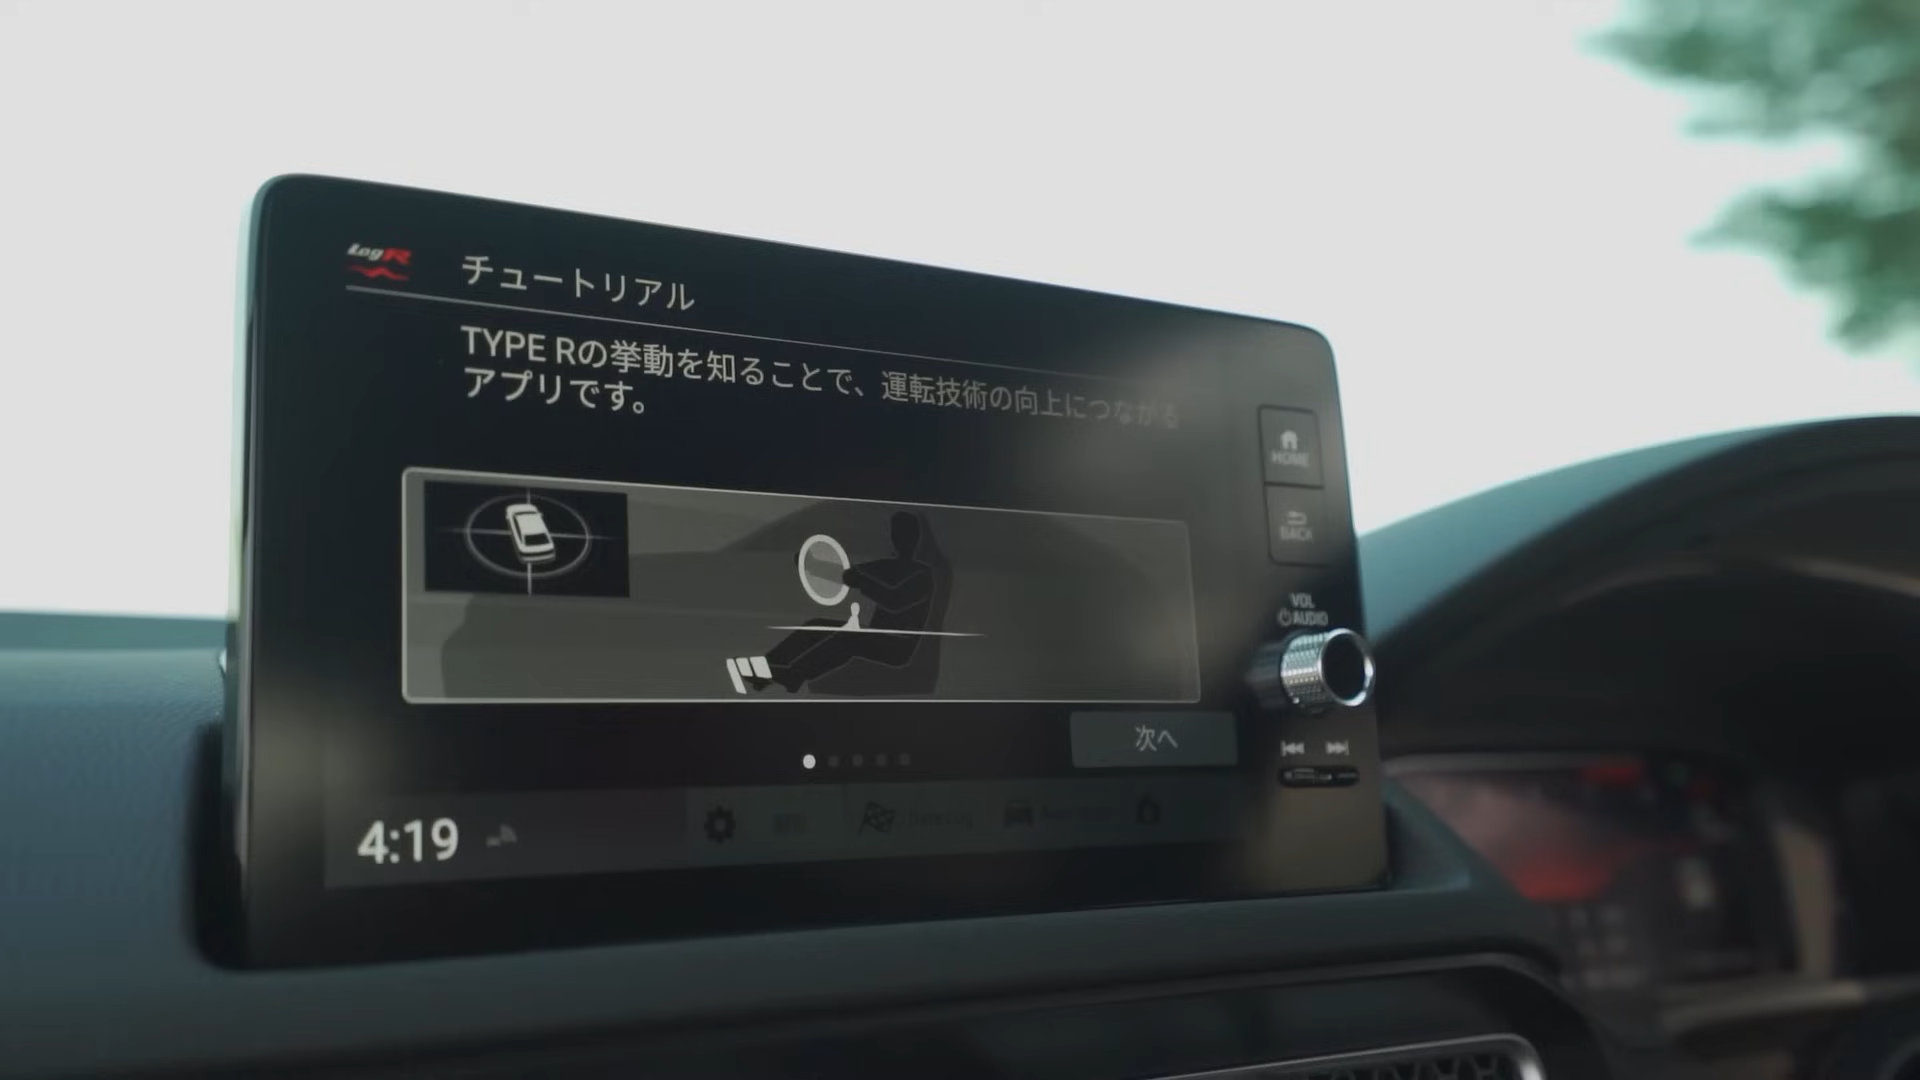 LogR
チュートリアル
TYPE Rの挙動を知ることで、運転技術の向上につながる
アプリです。
HOME
BACK
VOL
AUDIO
次へ
4:19